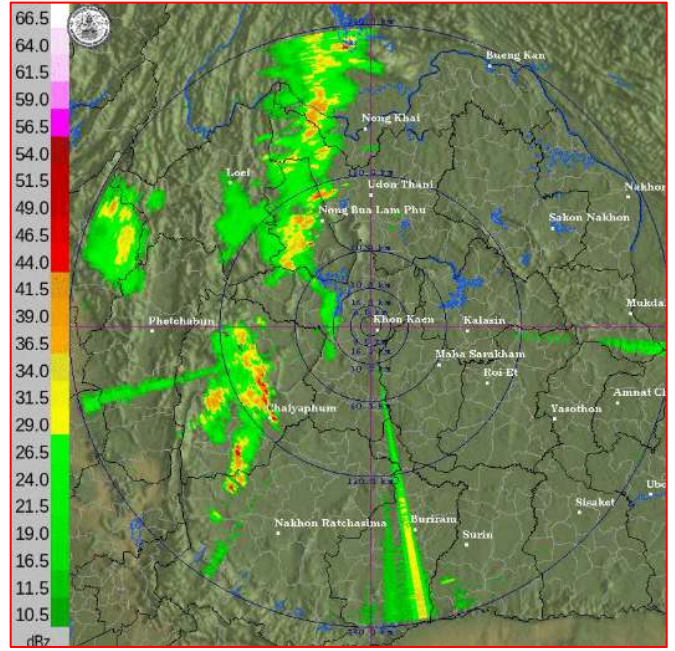 66.5
64.0
61.5
59.0
56.5
54.0
51.5
49.0
46.5
44.0
41.5
39.0
36.5
34.0
31.5
29.0
26.5
24.0
21.5
19.0
16.5
14.0
11.5
10.5
dBz
Bueng Kan
Nong Khai
Loei
Udon Thani
Nakhon
Nong Bua Lam Phu
Sakon Nakhon
Mukda
Phetchabun
Khon Kaen
Kalasin
Maha Sarakham
Roi Et
Amnat C
Chaiyaphum
Yasothon
Ubo
Sisaket
Nakhon Ratchasima
Buriram
Surin